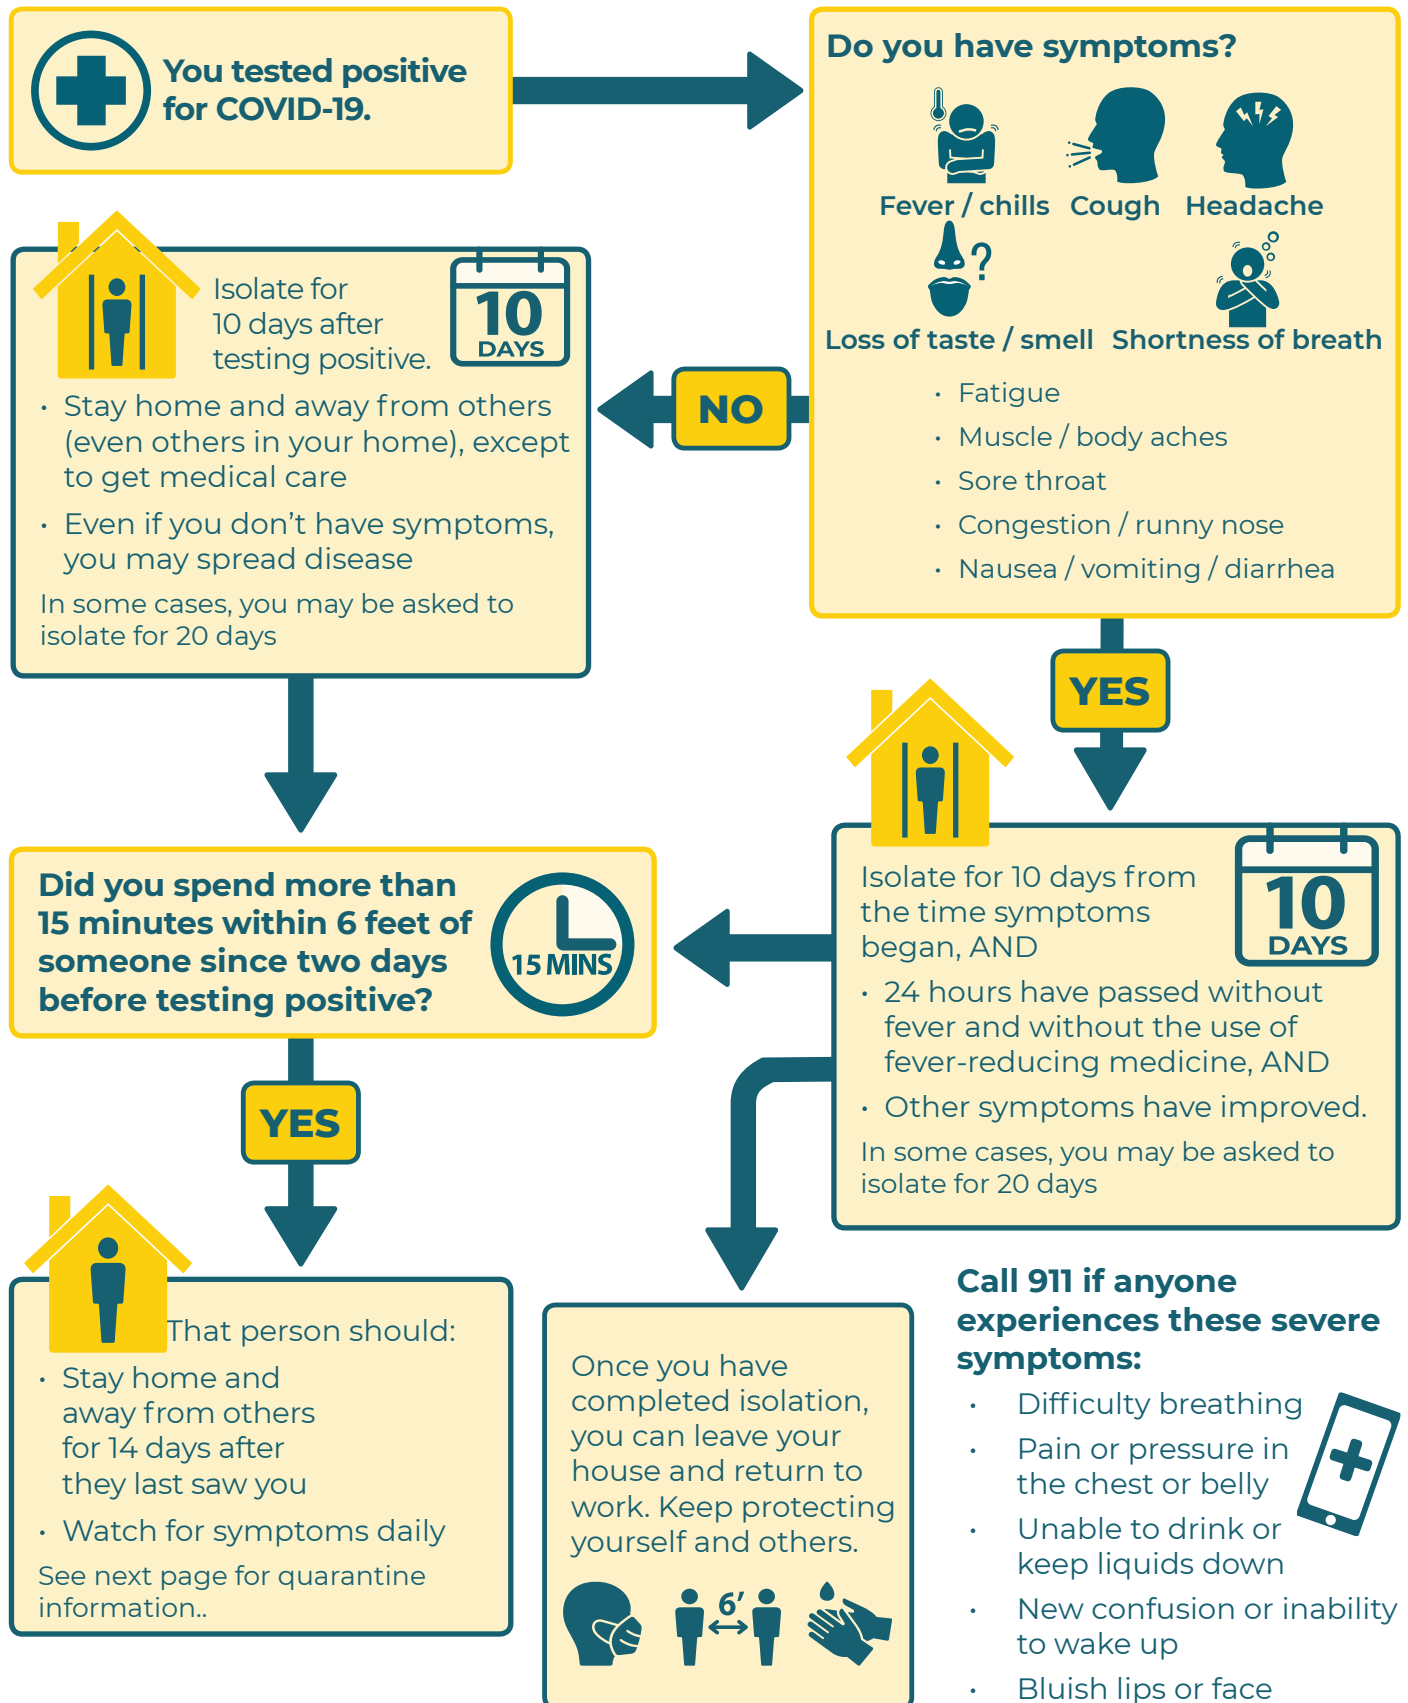 You tested positive
for COVID-19.
Do you have symptoms?
Fever / chills
Cough
Headache
Loss of taste / smell
?
Shortness of breath
• Fatigue
• Muscle / body aches
• Sore throat
• Congestion / runny nose
• Nausea / vomiting / diarrhea
NO
Isolate for
10 days after
testing positive.
10
DAYS
• Stay home and away from others
(even others in your home), except
to get medical care
• Even if you don’t have symptoms,
you may spread disease
In some cases, you may be asked to
isolate for 20 days
YES
Isolate for 10 days from
the time symptoms
began, AND
10
DAYS
• 24 hours have passed without
fever and without the use of
fever-reducing medicine, AND
• Other symptoms have improved.
In some cases, you may be asked to
isolate for 20 days
Did you spend more than
15 minutes within 6 feet of
someone since two days
before testing positive?
15 MINS
YES
That person should:
• Stay home and
away from others
for 14 days after
they last saw you
• Watch for symptoms daily
See next page for quarantine
information..
Once you have
completed isolation,
you can leave your
house and return to
work. Keep protecting
yourself and others.
6’
Call 911 if anyone
experiences these severe
symptoms:
• Difficulty breathing
• Pain or pressure in
the chest or belly
• Unable to drink or
keep liquids down
• New confusion or inability
to wake up
• Bluish lips or face